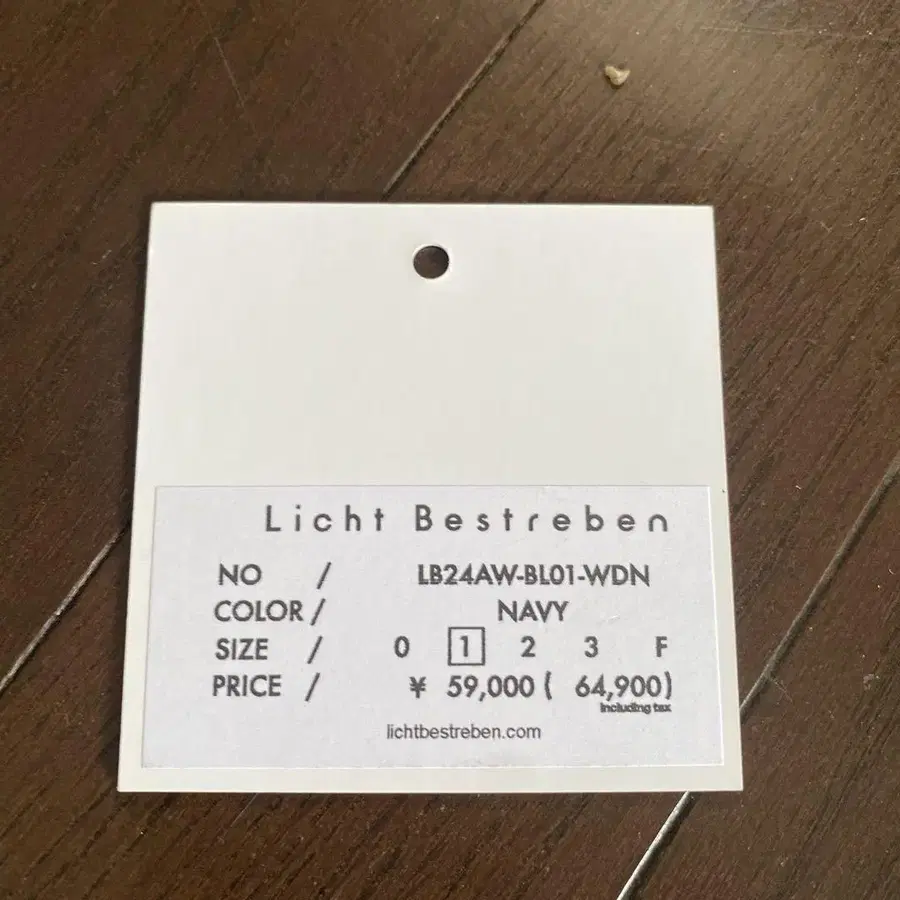 Licht Bestreben
NO / LB24AW-BL01-WDN
COLOR / NAVY
SIZE / 0 1 2 3 F
PRICE / ¥ 59,000 ( 64,900)
including tax
lichtbestreben.com